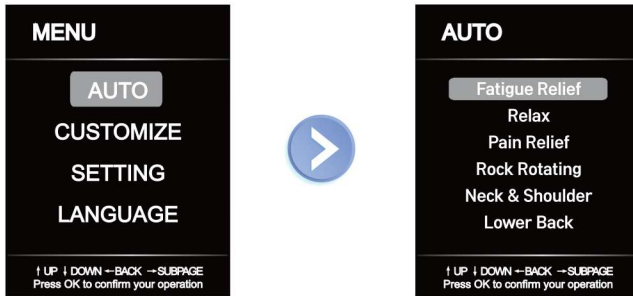 MENU
AUTO
CUSTOMIZE
SETTING
LANGUAGE
↑ UP ↓ DOWN ←BACK →SUBPAGE
Press OK to confirm your operation
AUTO
Fatigue Relief
Relax
Pain Relief
Rock Rotating
Neck & Shoulder
Lower Back
↑ UP ↓ DOWN ←BACK →SUBPAGE
Press OK to confirm your operation